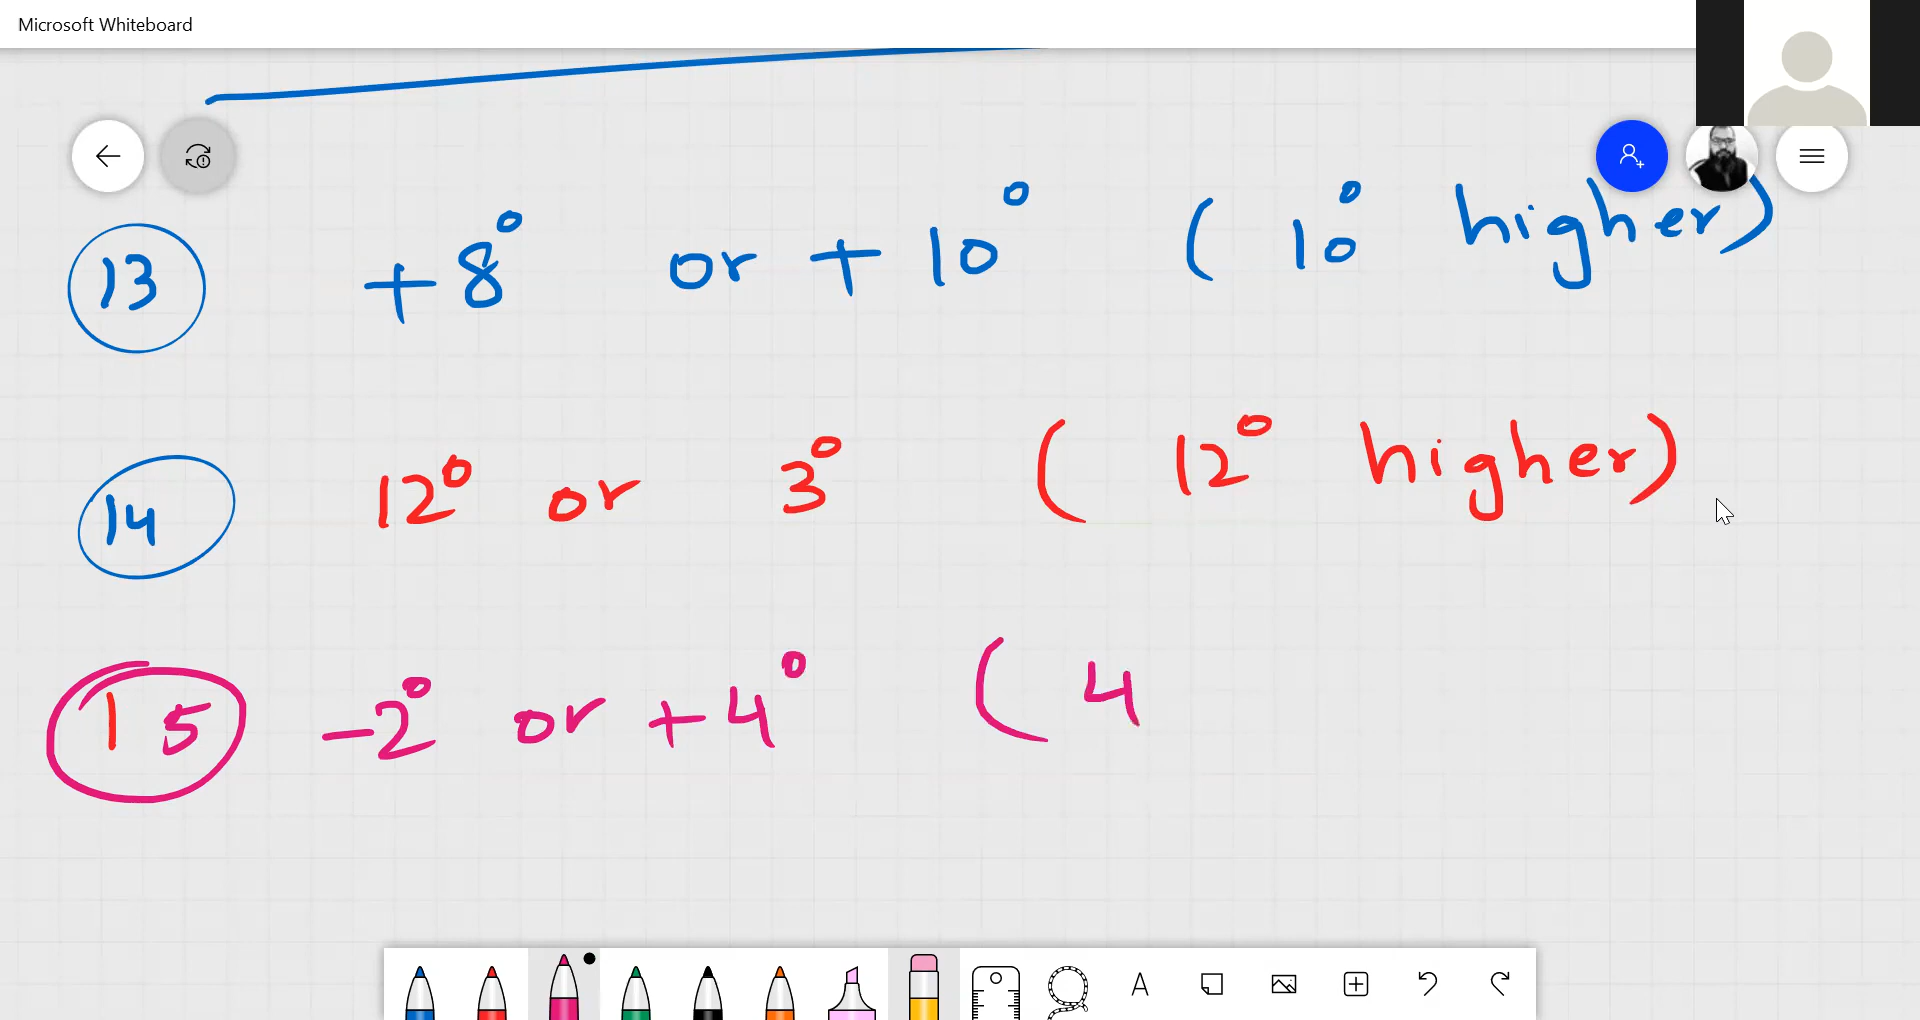 Microsoft Whiteboard
13 +8° or +10° (10° higher)
14 12° or 3° (12° higher)
15 -2° or +4° (4
A